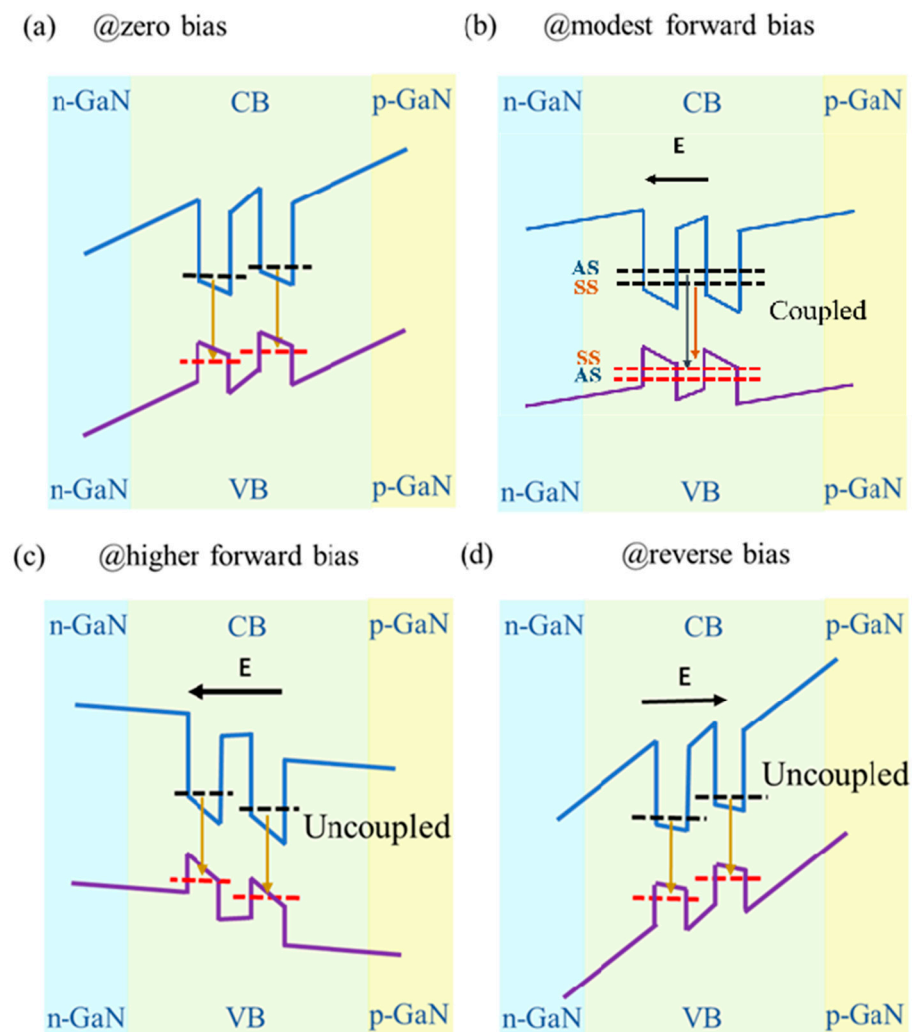 (a) @zero bias
(b) @modest forward bias
n-GaN CB p-GaN
n-GaN CB p-GaN
E
AS
SS
Coupled
SS
AS
n-GaN VB p-GaN
n-GaN VB p-GaN
(c) @higher forward bias
(d) @reverse bias
n-GaN CB p-GaN
n-GaN CB p-GaN
E
E
Uncoupled
Uncoupled
n-GaN VB p-GaN
n-GaN VB p-GaN